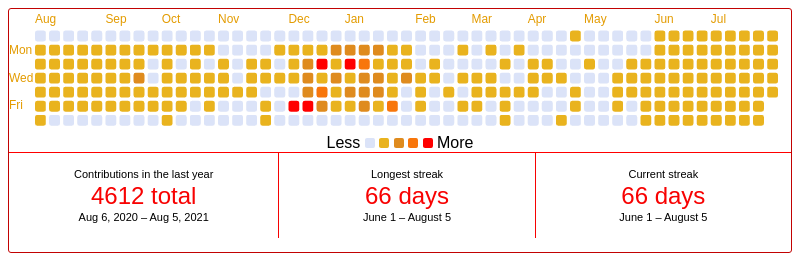 Aug Sep Oct Nov Dec Jan Feb Mar Apr May Jun Jul
Mon
Wed
Fri
Less More
Contributions in the last year
4612 total
Aug 6, 2020 – Aug 5, 2021
Longest streak
66 days
June 1 – August 5
Current streak
66 days
June 1 – August 5